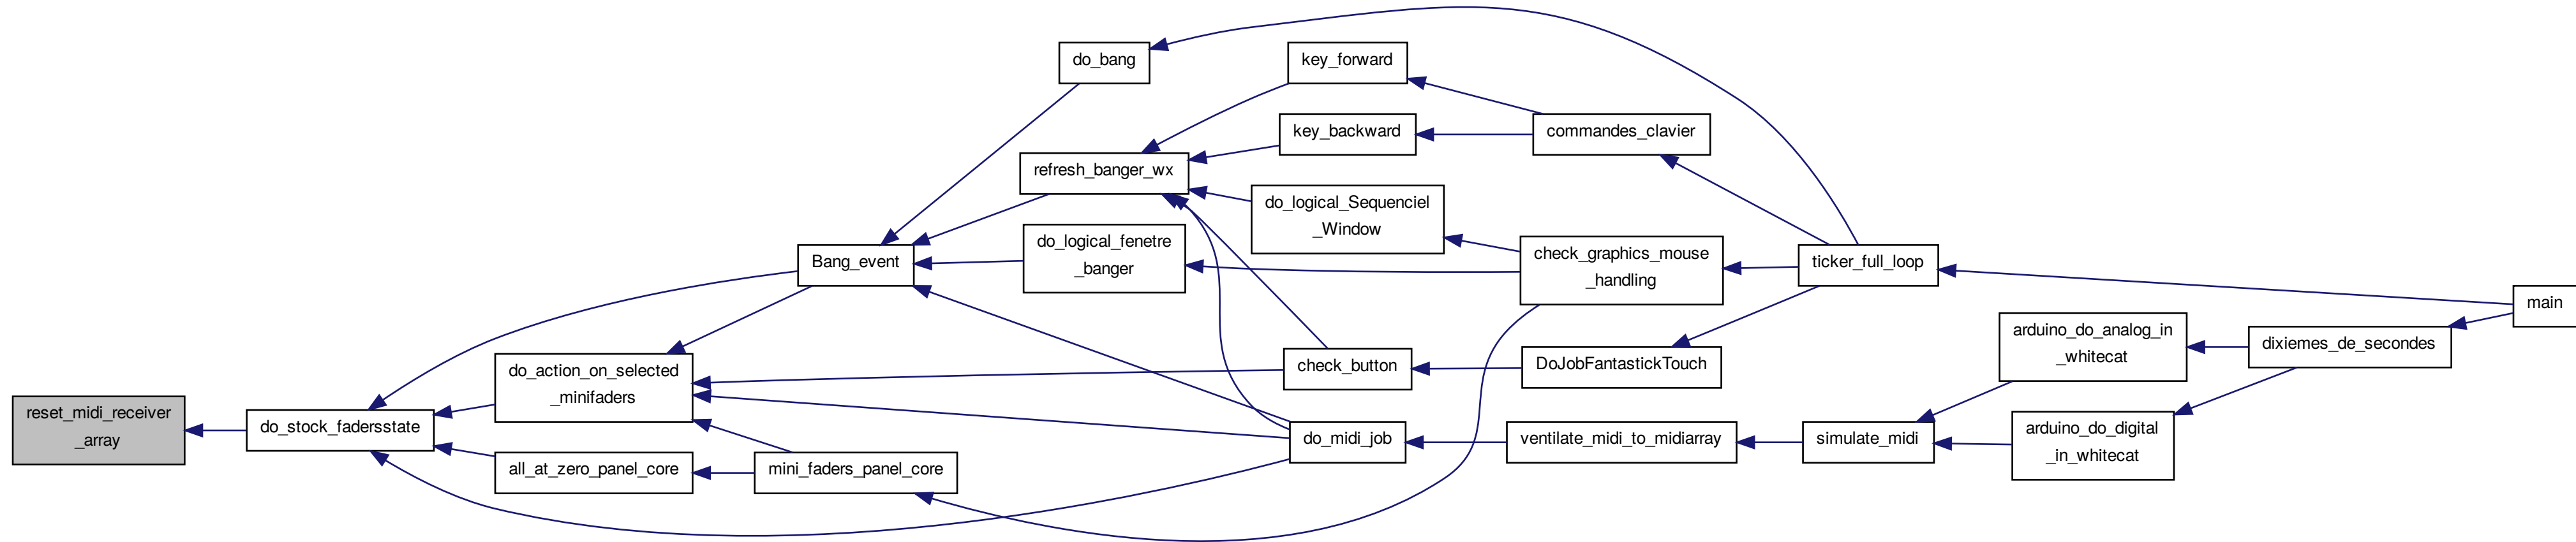 reset_midi_receiver
_array
do_stock_fadersstate
do_action_on_selected
_minifaders
all_at_zero_panel_core
Bang_event
mini_faders_panel_core
do_bang
refresh_banger_wx
do_logical_fenetre
_banger
key_forward
key_backward
do_logical_Sequenciel
_Window
check_button
do_midi_job
commandes_clavier
check_graphics_mouse
_handling
DoJobFantastickTouch
ventilate_midi_to_midiarray
ticker_full_loop
simulate_midi
arduino_do_analog_in
_whitecat
arduino_do_digital
_in_whitecat
dixiemes_de_secondes
main